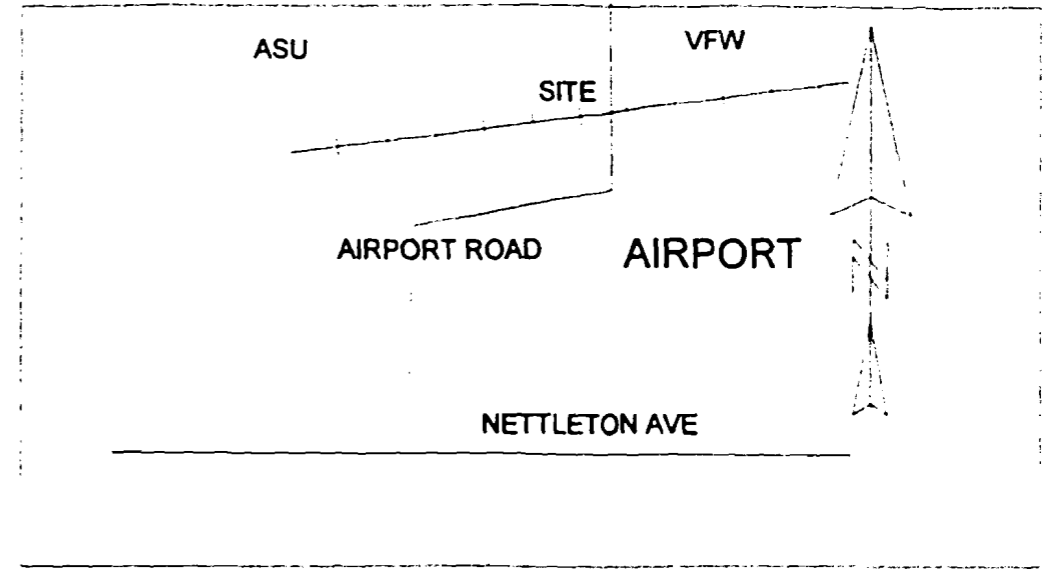 ASU
VFW
SITE
AIRPORT ROAD
AIRPORT
N
NETTLETON AVE